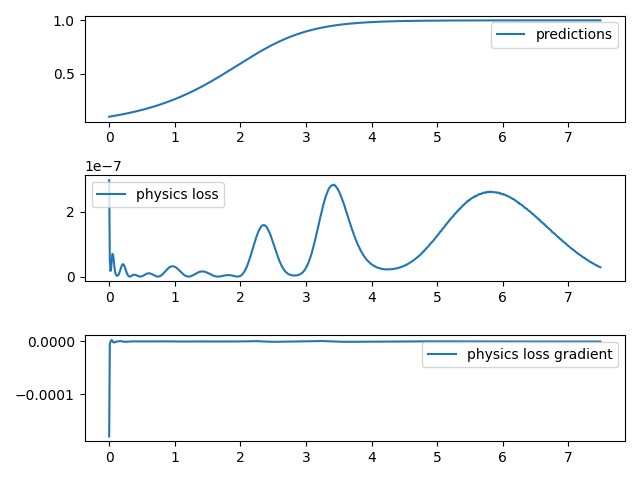 1.0
predictions
0.5
0 1 2 3 4 5 6 7
1e−7
physics loss
2
0
0 1 2 3 4 5 6 7
0.0000
physics loss gradient
−0.0001
0 1 2 3 4 5 6 7